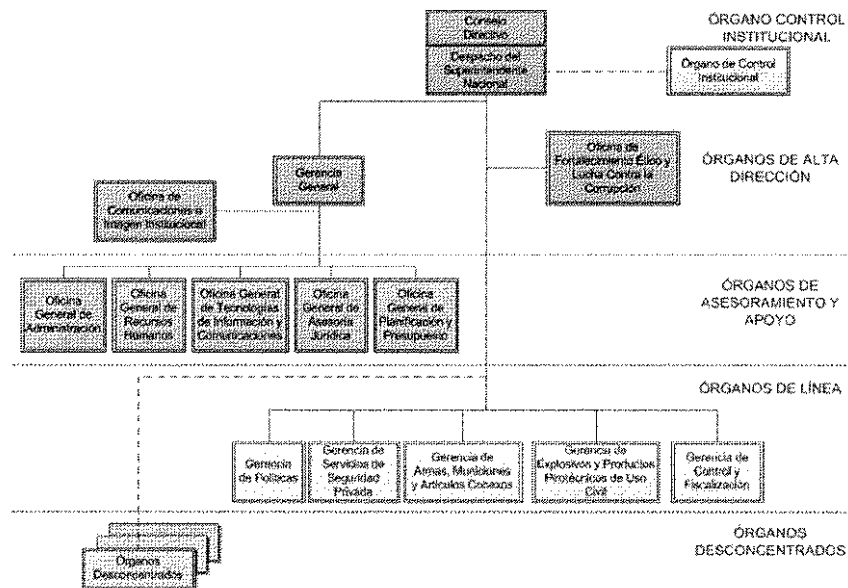 Consejo
Directivo
Despacho del
Superintendente
Nacional
ÓRGANO CONTROL
INSTITUCIONAL
Órgano de Control
Institucional
Gerencia
General
Oficina de
Fortalecimiento Ético y
Lucha Contra la
Corrupción
ÓRGANOS DE ALTA
DIRECCIÓN
Oficina de
Comunicaciones e
Imagen Institucional
Oficina
General de
Administración
Oficina
General de
Recursos
Humanos
Oficina General
de Tecnologías
de Información y
Comunicaciones
Oficina
General de
Asesoría
Jurídica
Oficina
General de
Planificación y
Presupuesto
ÓRGANOS DE
ASESORAMIENTO Y
APOYO
ÓRGANOS DE LÍNEA
Gerencia
de Políticas
Gerencia de
Servicios de
Seguridad
Privada
Gerencia de
Armas, Municiones
y Artículos Conexos
Gerencia de
Explosivos y Productos
Pirotécnicos de Uso
Civil
Gerencia de
Control y
Fiscalización
Órganos
Desconcentrados
ÓRGANOS
DESCONCENTRADOS